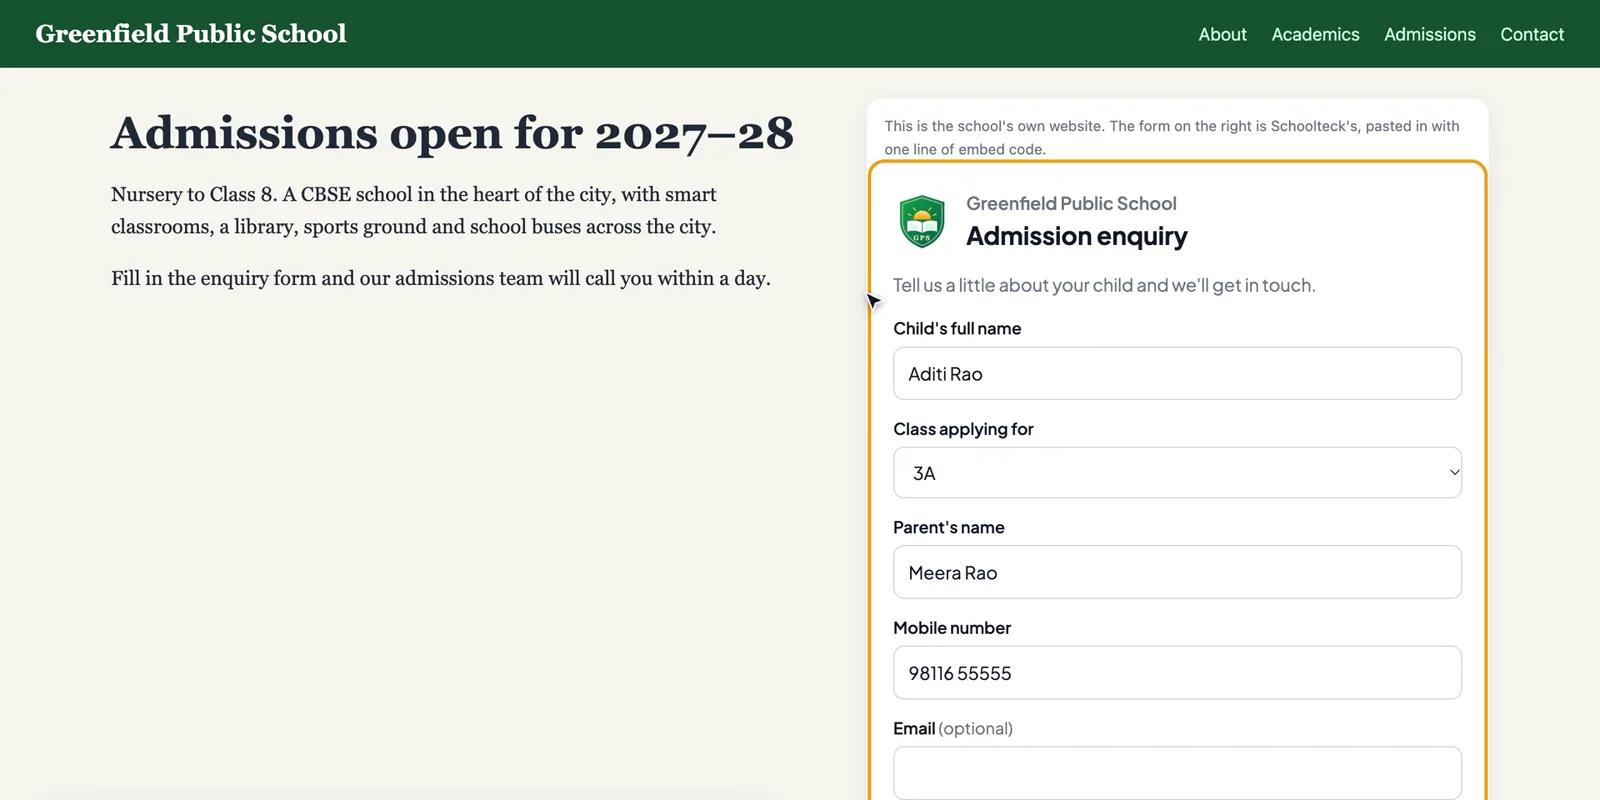 Greenfield Public School
About
Academics
Admissions
Contact
Admissions open for 2027–28
Nursery to Class 8. A CBSE school in the heart of the city, with smart
classrooms, a library, sports ground and school buses across the city.
Fill in the enquiry form and our admissions team will call you within a day.
This is the school's own website. The form on the right is Schoolteck's, pasted in with
one line of embed code.
GPS
Greenfield Public School
Admission enquiry
Tell us a little about your child and we'll get in touch.
Child's full name
Aditi Rao
Class applying for
3A
Parent's name
Meera Rao
Mobile number
98116 55555
Email (optional)